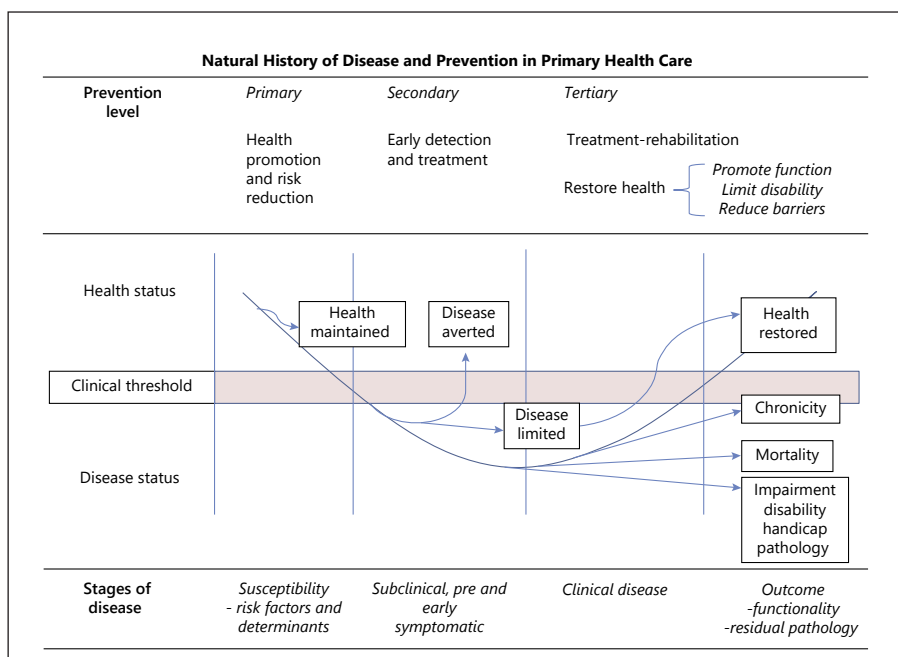 Natural History of Disease and Prevention in Primary Health Care
Prevention
level
Primary
Secondary
Tertiary
Health
promotion
and risk
reduction
Early detection
and treatment
Treatment-rehabilitation
Restore health
Promote function
Limit disability
Reduce barriers
Health status
Health
maintained
Disease
averted
Health
restored
Clinical threshold
Disease
limited
Chronicity
Disease status
Mortality
Impairment
disability
handicap
pathology
Stages of
disease
Susceptibility
- risk factors and
determinants
Subclinical, pre and
early
symptomatic
Clinical disease
Outcome
-functionality
-residual pathology